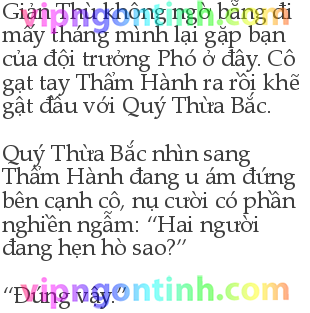 Giản Thù không ngờ bẵng đi
vipngontinh.com
mấy tháng mình lại gặp bạn
của đội trưởng Phó ở đây. Cô
gạt tay Thẩm Hành ra rồi khẽ
gật đầu với Quý Thừa Bắc.
Quý Thừa Bắc nhìn sang
Thẩm Hành đang u ám đứng
bên cạnh cô, nụ cười có phần
nghiền ngẫm: “Hai người
đang hẹn hò sao?”
“Đúng vậy.”
vipngontinh.com